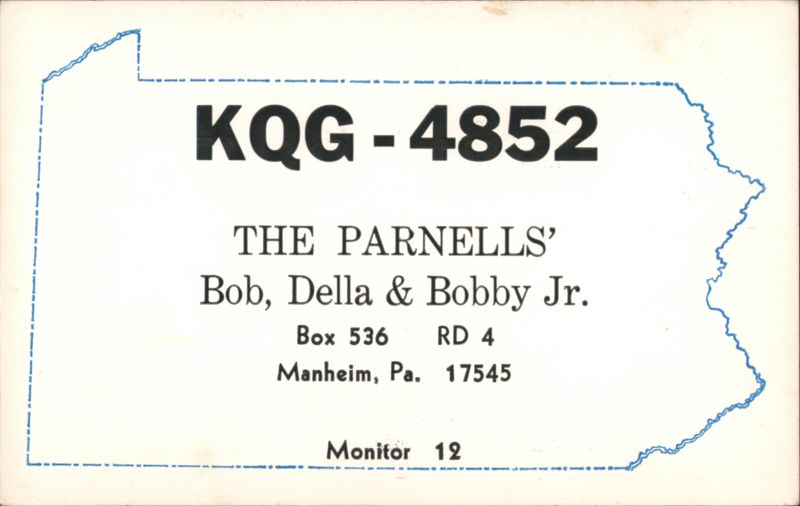 KQG - 4852
THE PARNELLS'
Bob, Della & Bobby Jr.
Box 536 RD 4
Manheim, Pa. 17545
Monitor 12